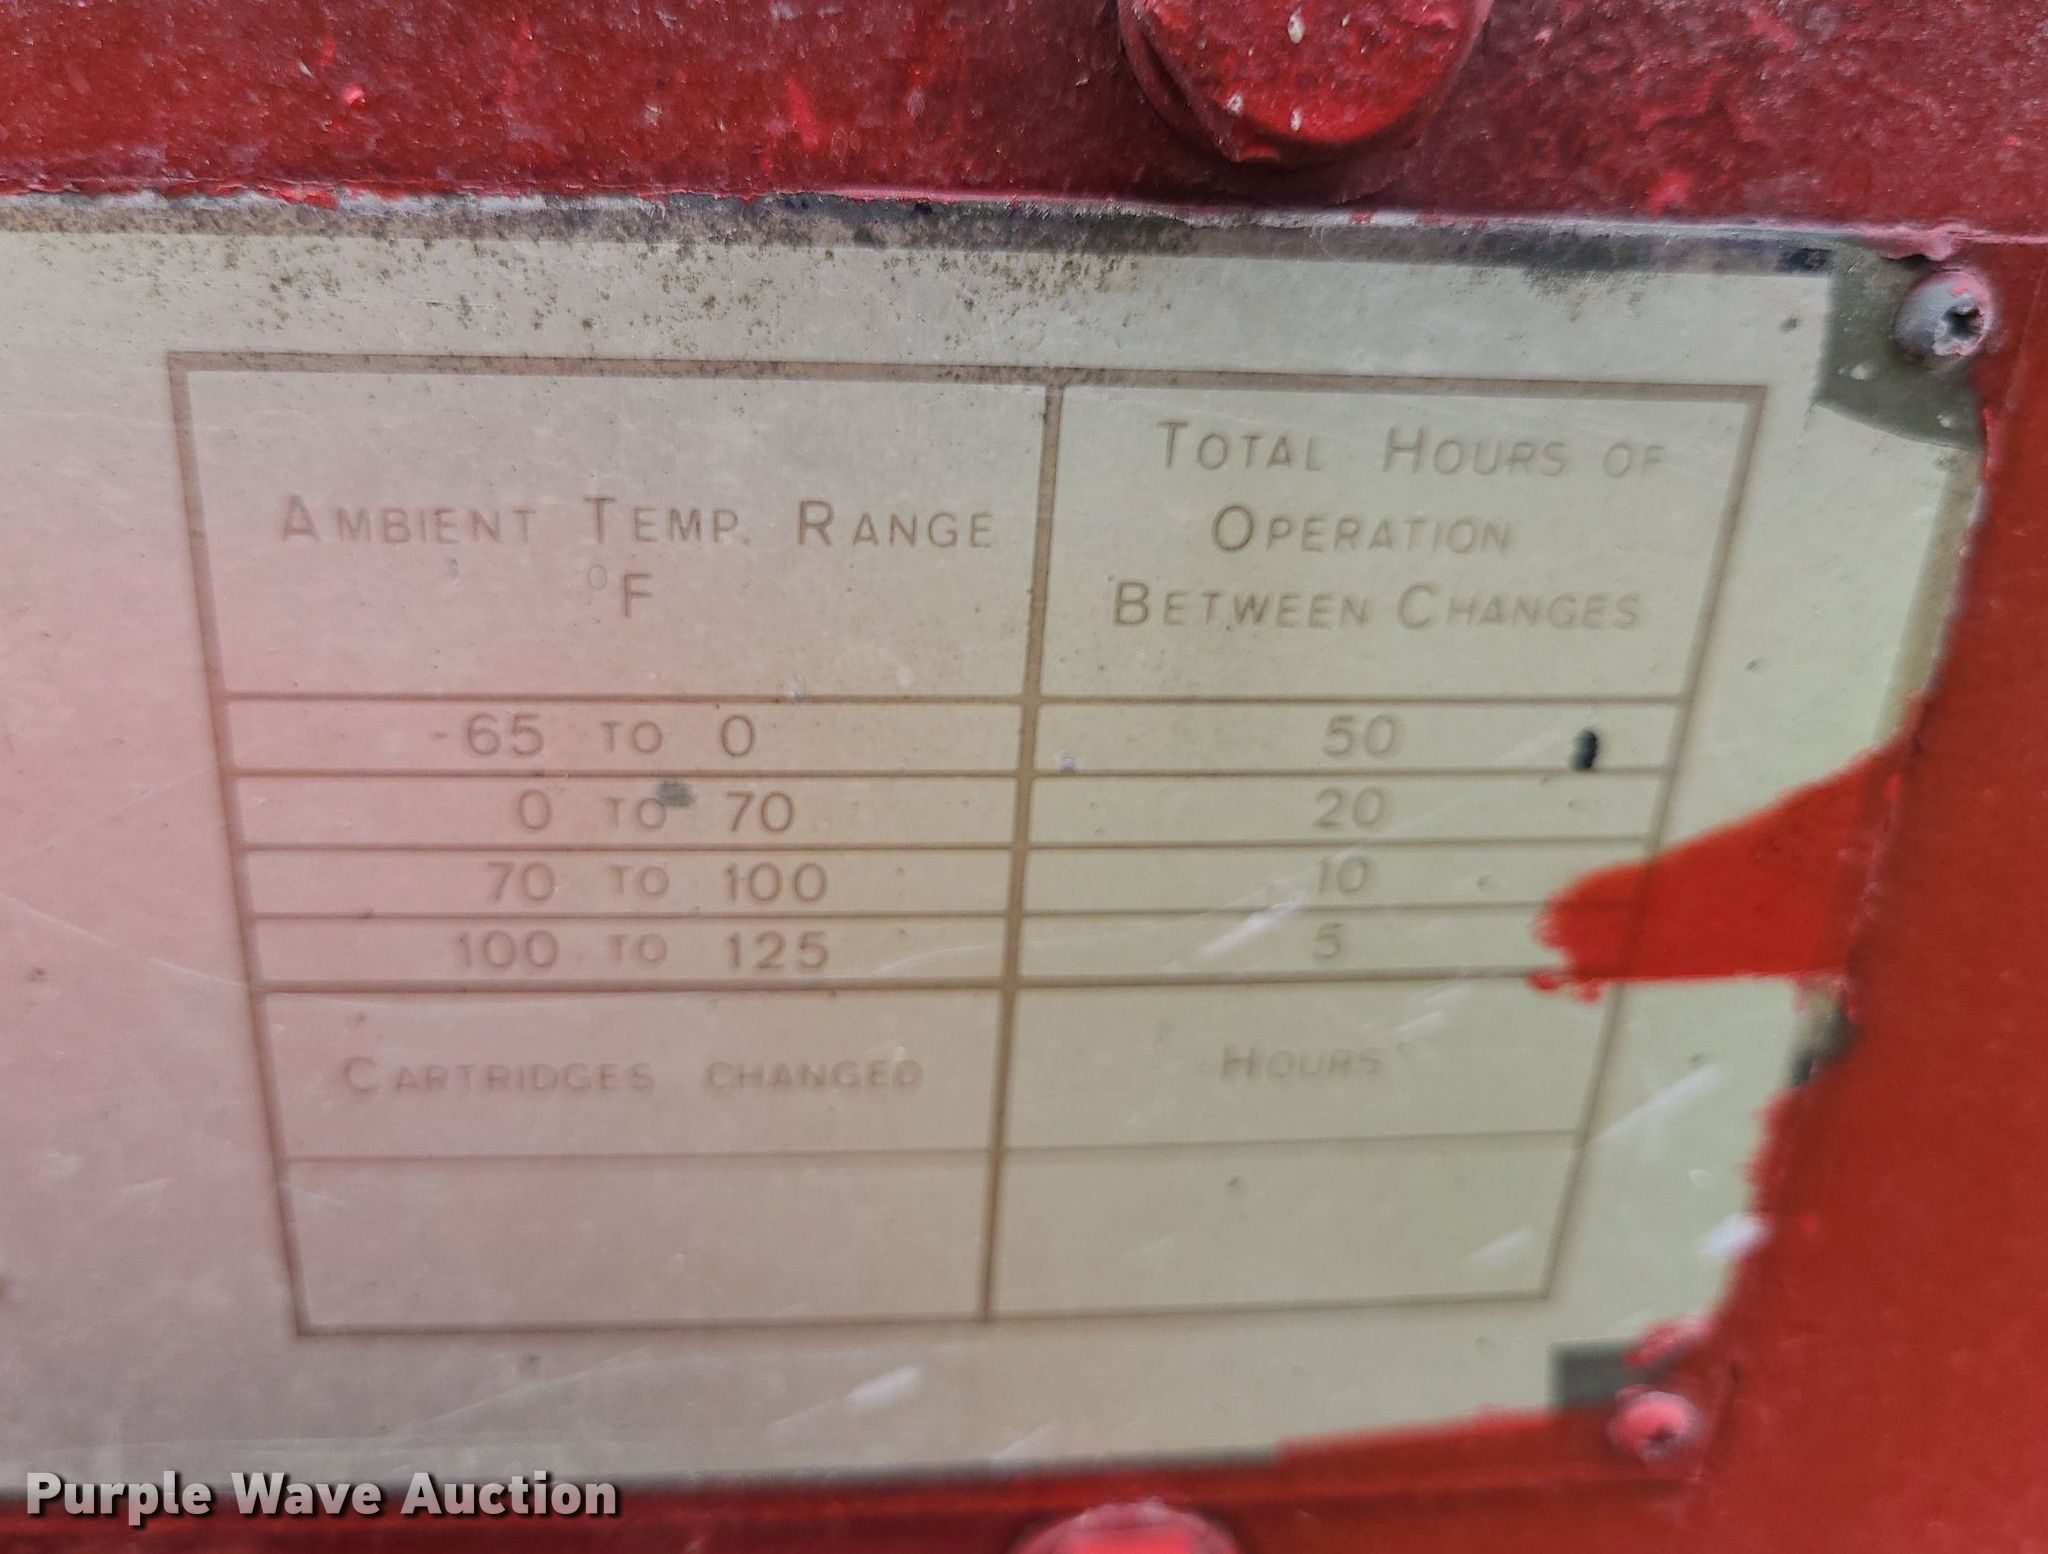 AMBIENT TEMP. RANGE
°F
TOTAL HOURS OF
OPERATION
BETWEEN CHANGES
-65 TO 0 50
0 TO 70 20
70 TO 100 10
100 TO 125 5
CARTRIDGES CHANGED HOURS
Purple Wave Auction